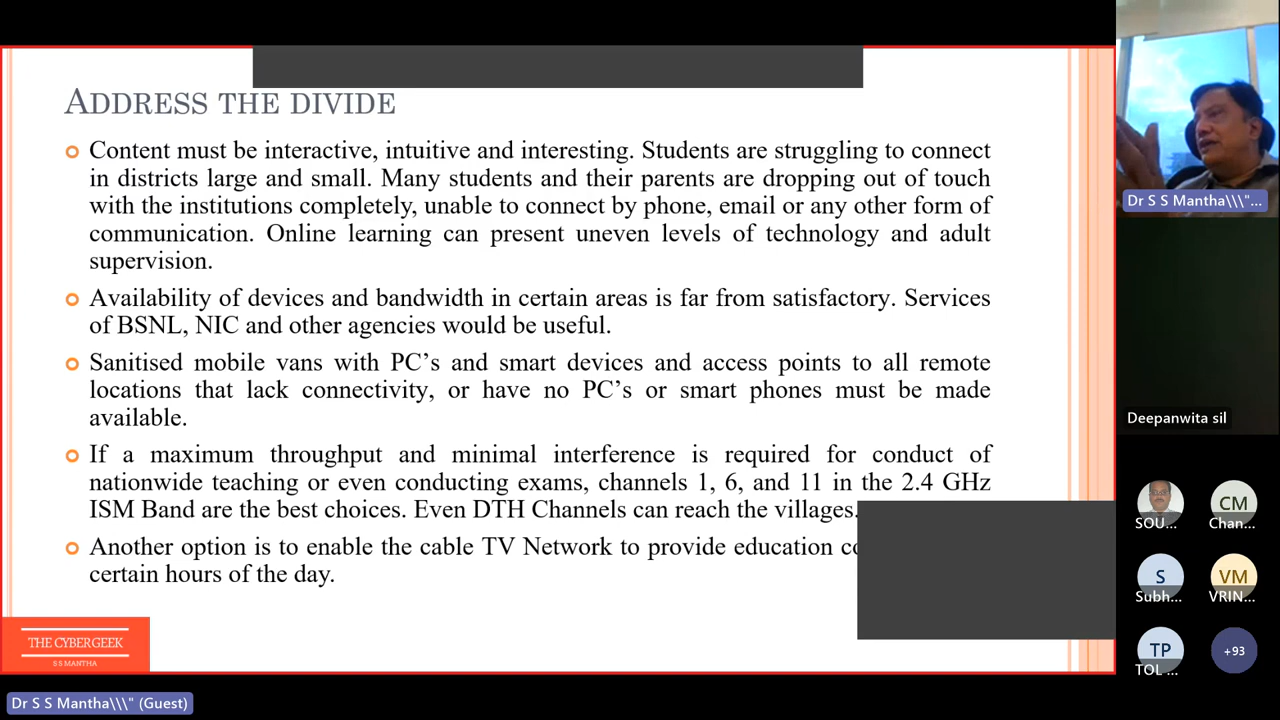 ADDRESS THE DIVIDE
Content must be interactive, intuitive and interesting. Students are struggling to connect
in districts large and small. Many students and their parents are dropping out of touch
with the institutions completely, unable to connect by phone, email or any other form of
communication. Online learning can present uneven levels of technology and adult
supervision.
Availability of devices and bandwidth in certain areas is far from satisfactory. Services
of BSNL, NIC and other agencies would be useful.
Sanitised mobile vans with PC's and smart devices and access points to all remote
locations that lack connectivity, or have no PC's or smart phones must be made
available.
If a maximum throughput and minimal interference is required for conduct of
nationwide teaching or even conducting exams, channels 1, 6, and 11 in the 2.4 GHz
ISM Band are the best choices. Even DTH Channels can reach the villages.
Another option is to enable the cable TV Network to provide education
certain hours of the day.
THE CYBERGEEK
S S MANTHA
Dr S S Mantha\\\" (Guest)
Dr S S Mantha\\\"...
Deepanwita sil
SOU...
CM
Chan...
S
Subh...
VM
VRIN...
TP
TOL ...
+93